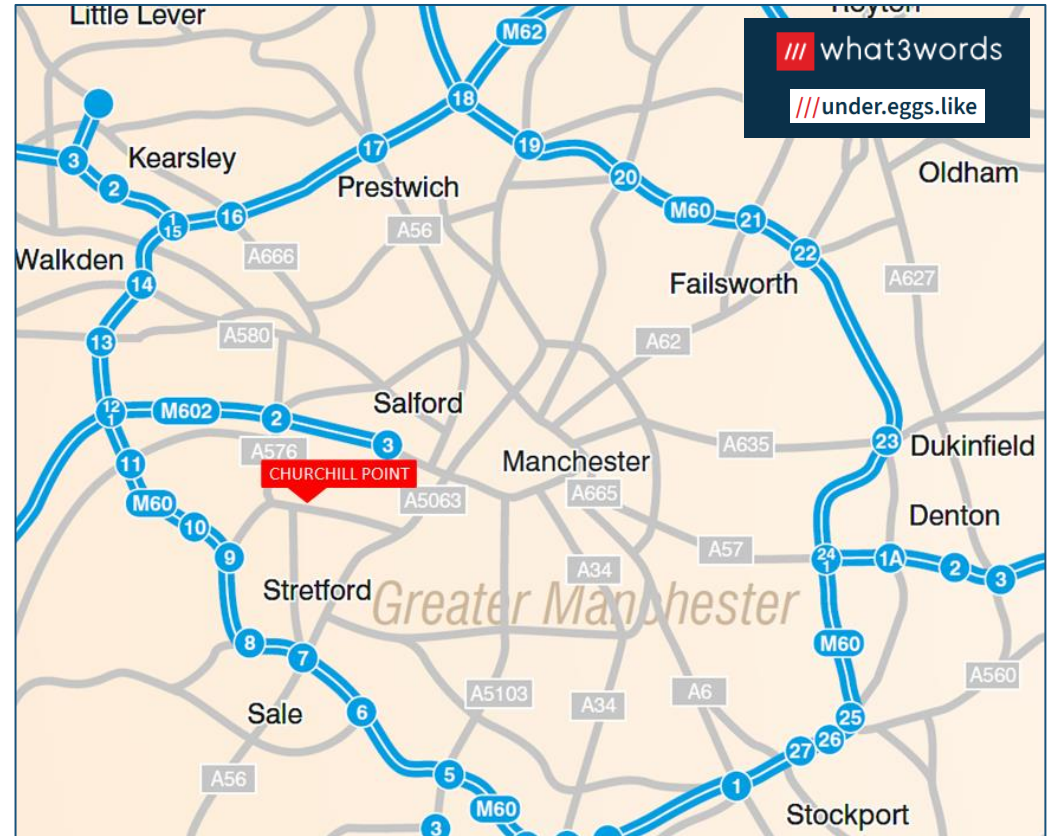 Little Lever
Royton
M62
/// what3words
///under.eggs.like
18
3
Kearsley
17
19
2
Prestwich
20
Oldham
1
15
16
A56
M60
21
Walkden
A666
22
14
Failsworth
A627
A580
13
A62
12
1
M602
2
Salford
3
A576
A635
23
Dukinfield
Manchester
11
CHURCHILL POINT
A5063
A665
M60
10
Denton
9
A57
24
1
1A
2
3
A34
Stretford
Greater Manchester
8
7
M60
A560
A5103
A34
A6
6
Sale
25
26
27
A56
5
1
M60
Stockport
3